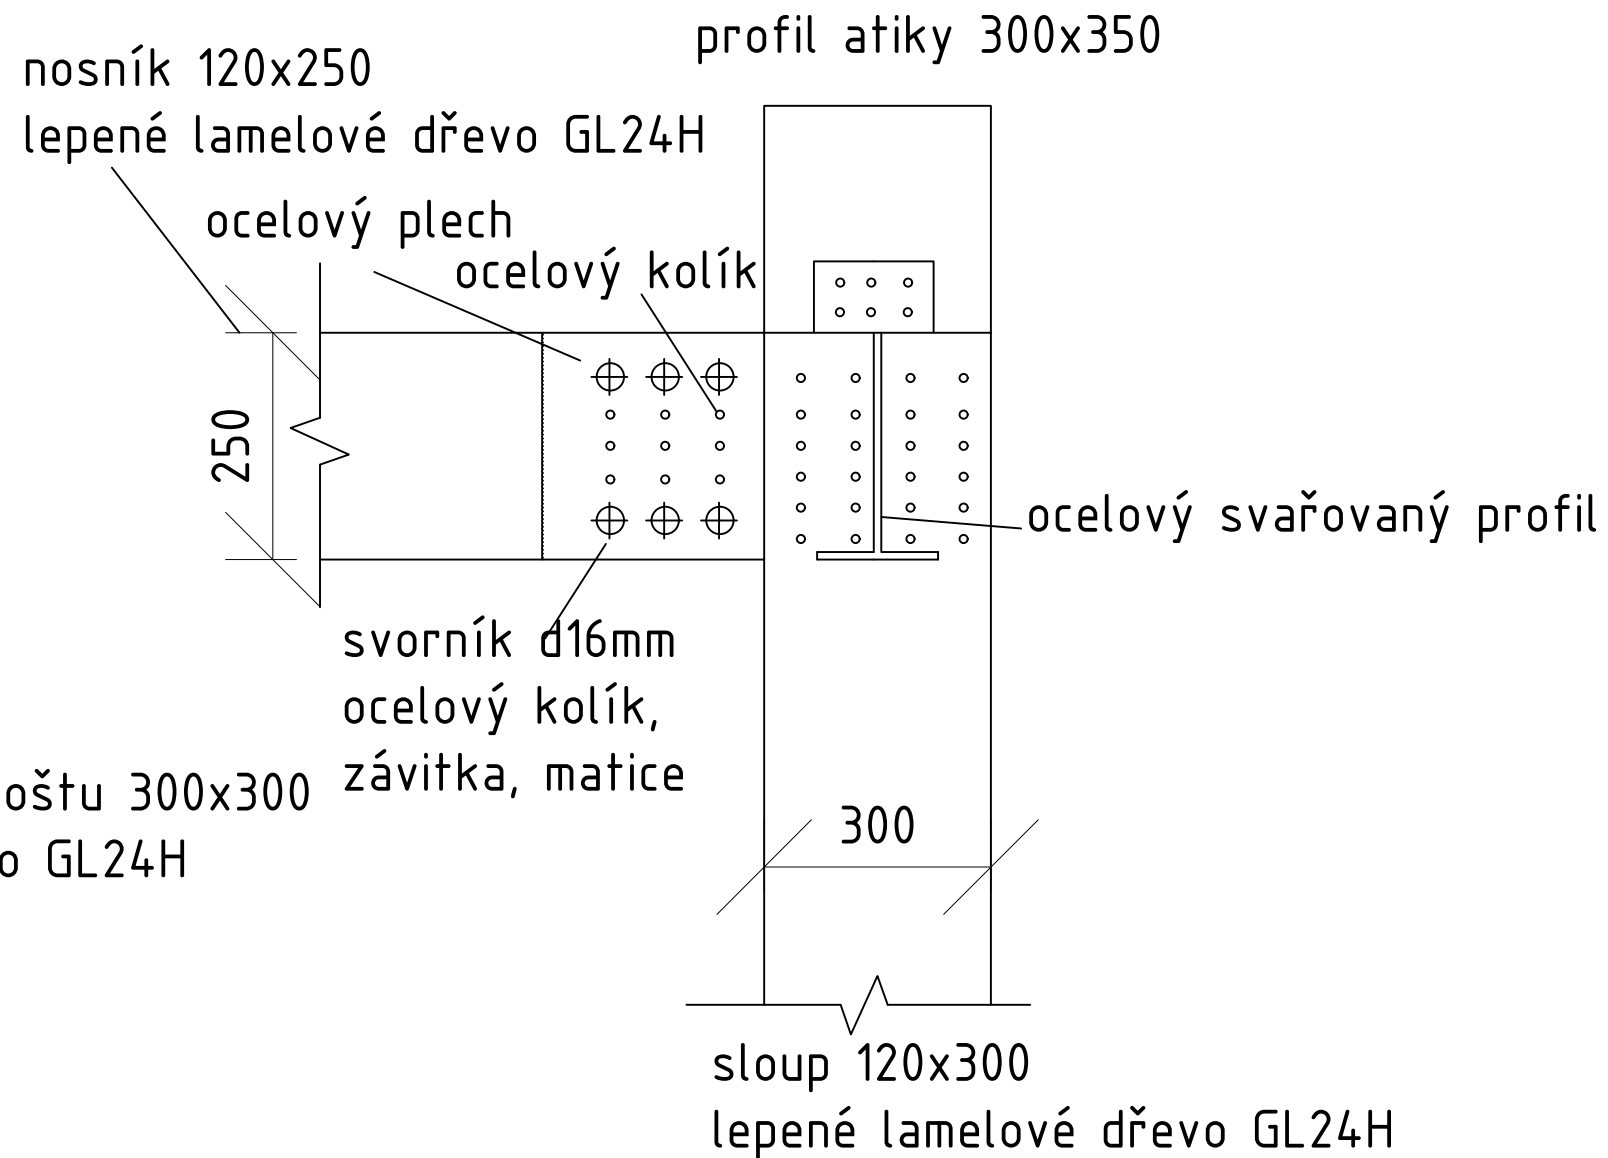 profil atiky 300x350
nosník 120x250
lepené lamelové dřevo GL24H
ocelový plech
ocelový kolík
250
ocelový svařovaný profil
svorník d16mm
ocelový kolík,
závitka, matice
oštu 300x300
o GL24H
300
sloup 120x300
lepené lamelové dřevo GL24H